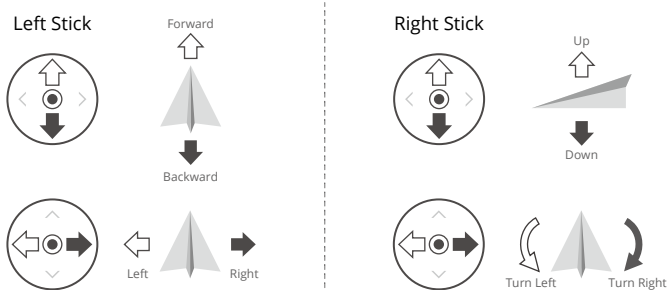 Left Stick
Forward
Backward
Left
Right
Right Stick
Up
Down
Turn Left
Turn Right